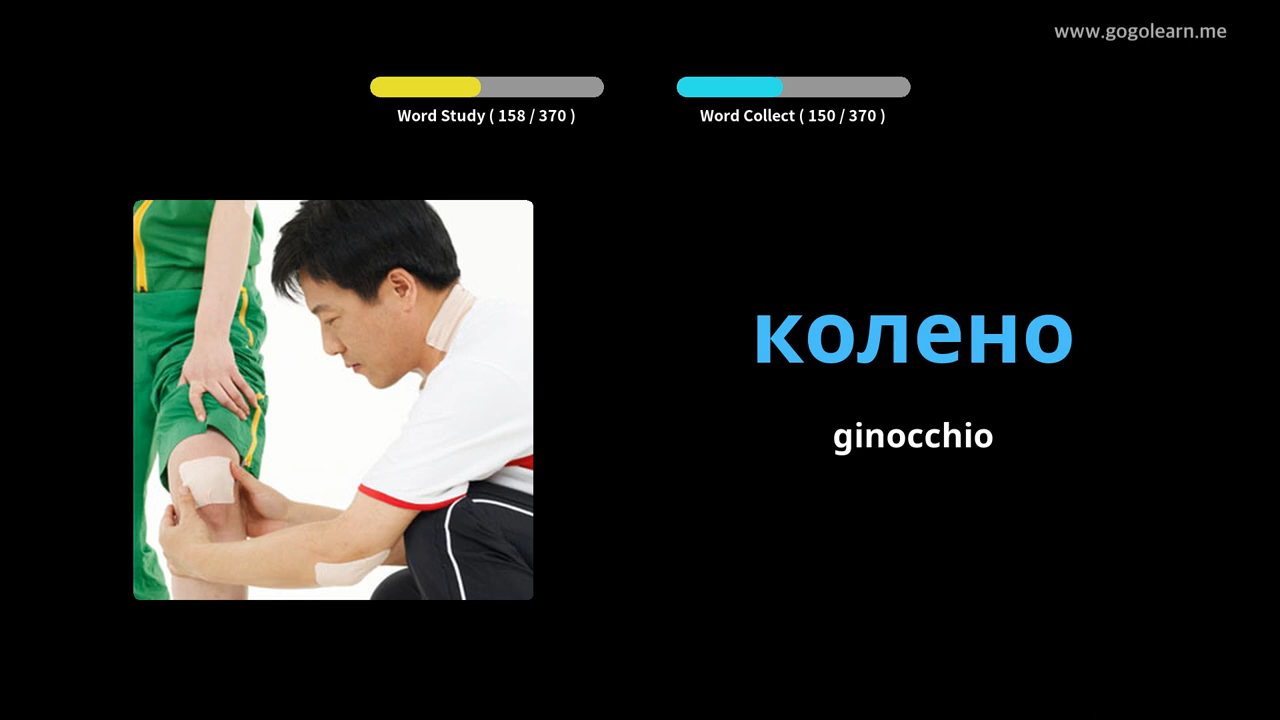 www.gogolearn.me
Word Study ( 158 / 370 )
Word Collect ( 150 / 370 )
колено
ginocchio